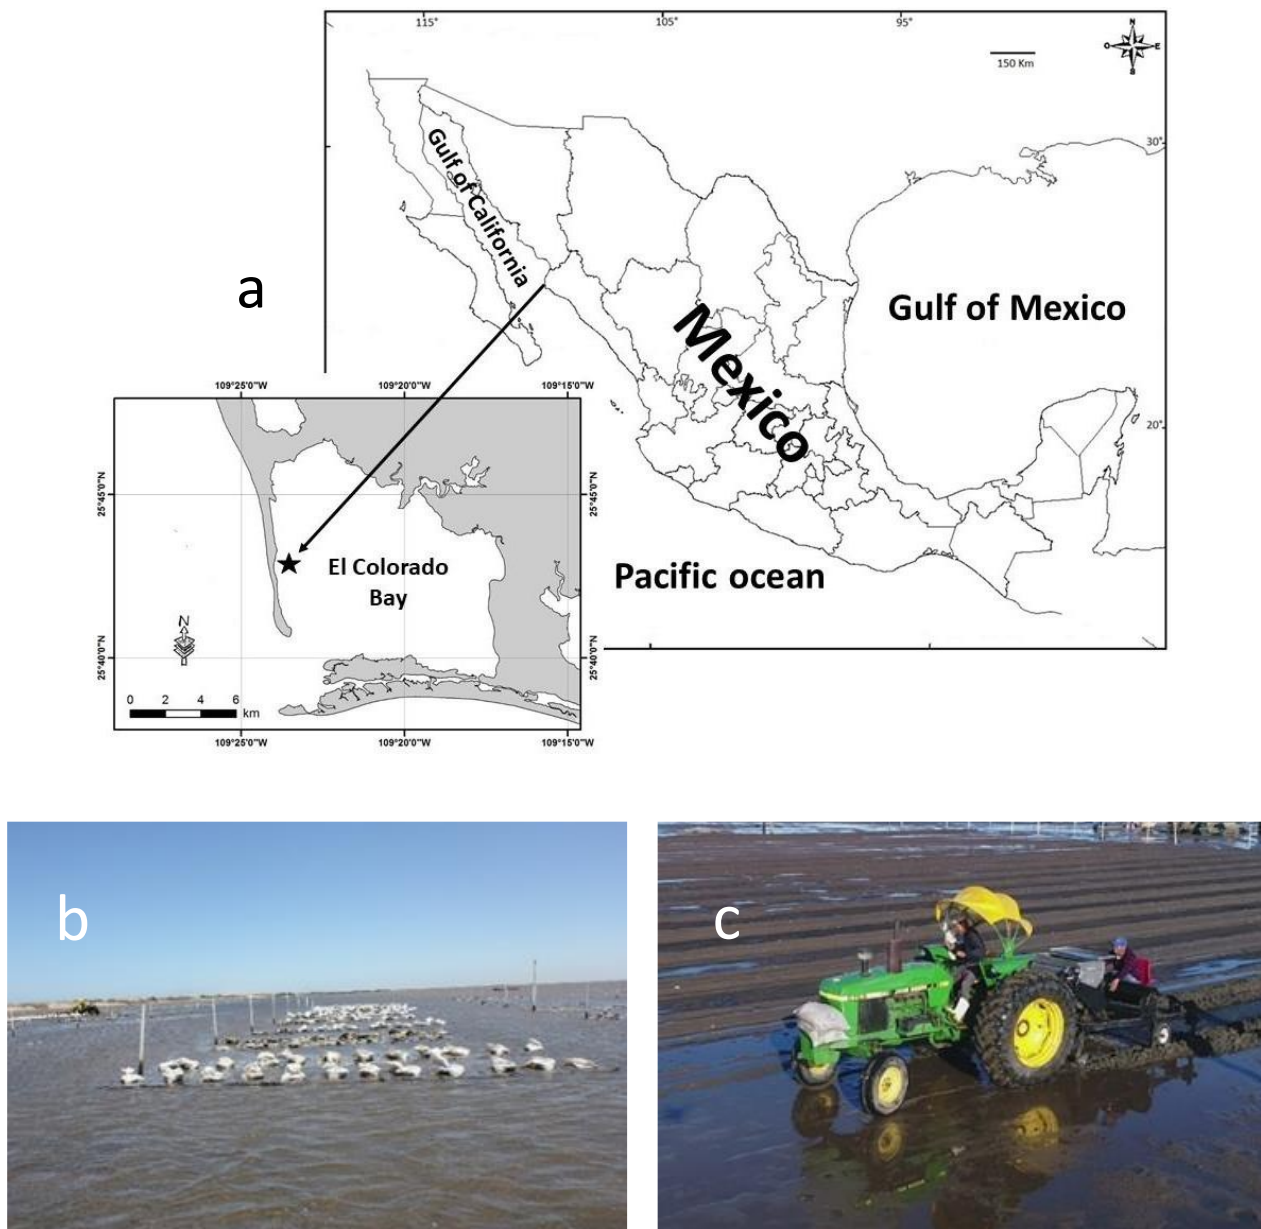 115°
105°
95°
N
O
E
S
150 Km
30°
Gulf of California
a
Gulf of Mexico
Mexico
109°25'0"W
109°20'0"W
109°15'0"W
20°
25°45'0"N
25°45'0"N
El Colorado
Bay
Pacific ocean
N
25°40'0"N
25°40'0"N
0 2 4 6
km
109°25'0"W
109°20'0"W
109°15'0"W
b
c